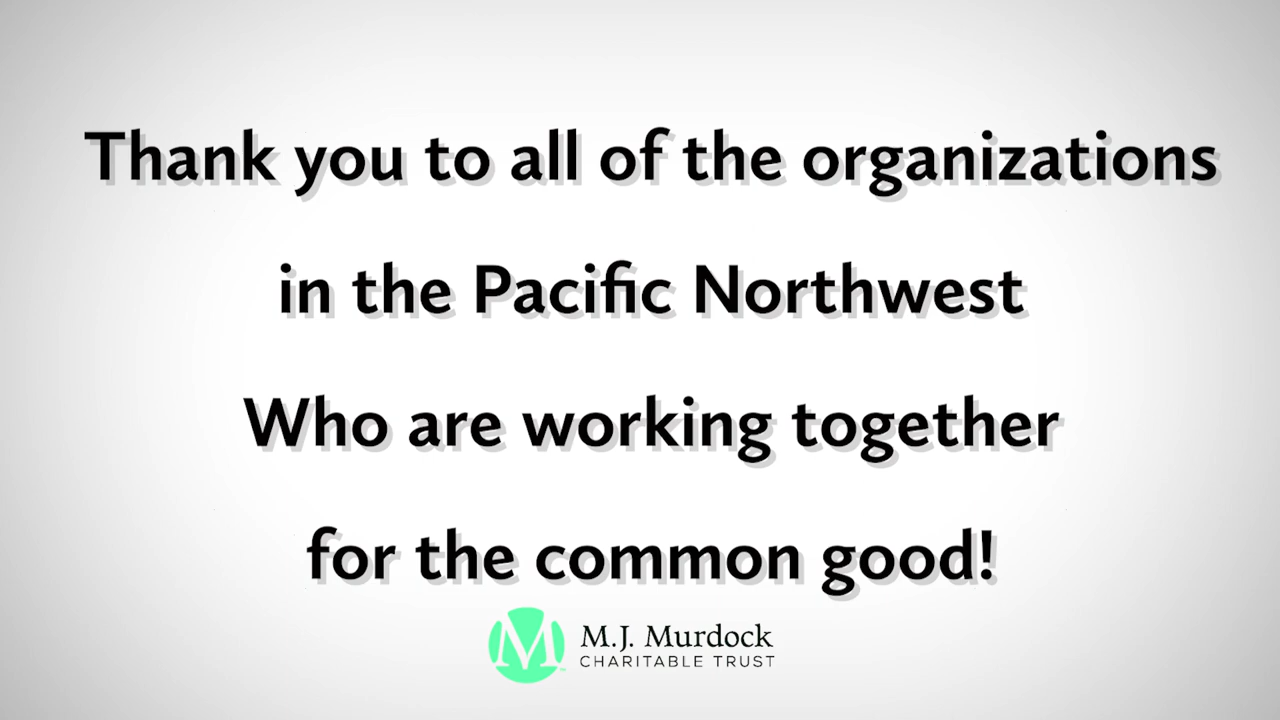 Thank you to all of the organizations
in the Pacific Northwest
Who are working together
for the common good!
M.J. Murdock
CHARITABLE TRUST